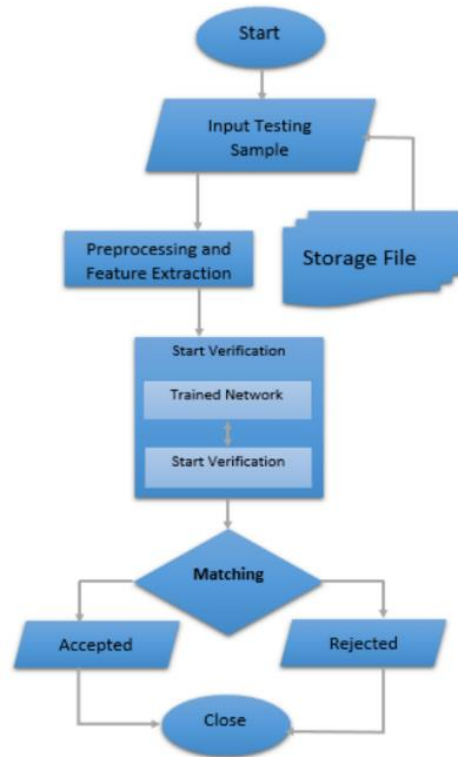 Start
Input Testing
Sample
Preprocessing and
Feature Extraction
Storage File
Start Verification
Trained Network
Start Verification
Matching
Accepted
Rejected
Close